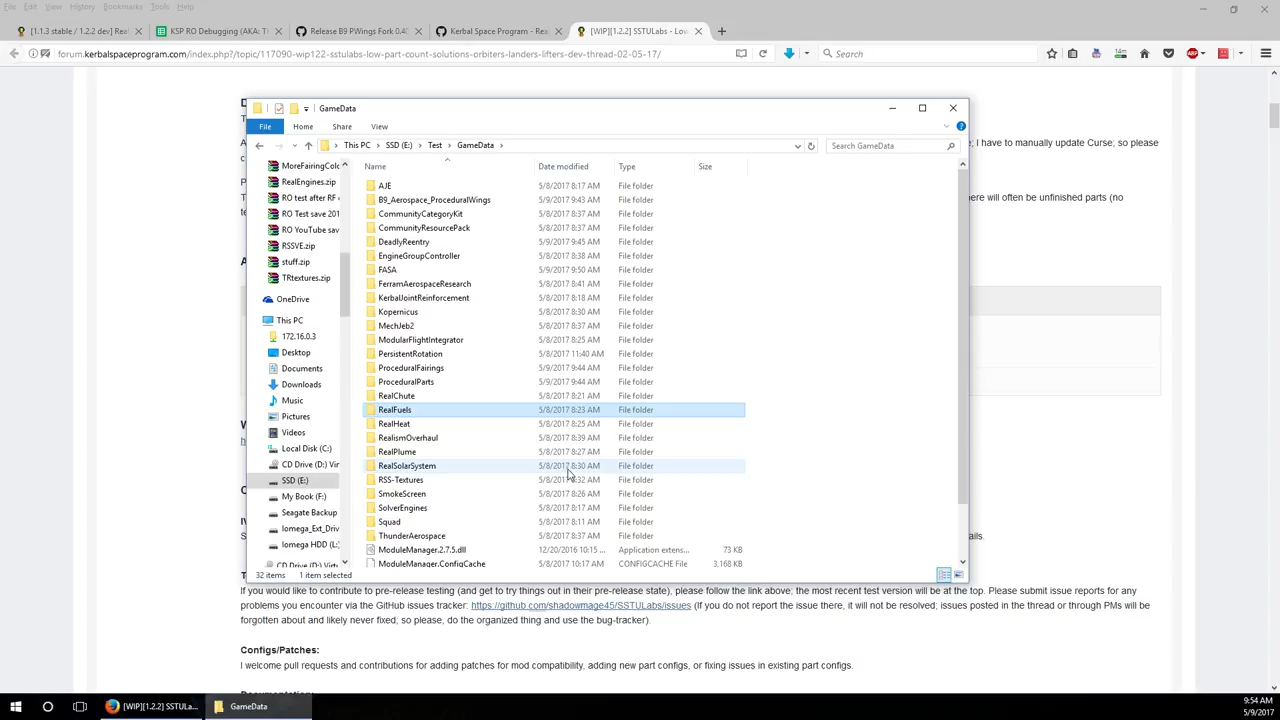 File Edit View History Bookmarks Tools Help
[1.1.3 stable / 1.2.2 dev] Rea
KSP RO Debugging (AKA: T
Release B9 PWings Fork 0.40
Kerbal Space Program - Rea
[WIP][1.2.2] SSTULabs - Low
forum.kerbalspaceprogram.com/index.php?/topic/117090-wip122-sstulabs-low-part-count-solutions-orbiters-landers-lifters-dev-thread-02-05-17/
Search
GameData
File Home Share View
This PC SSD (E:) Test GameData
Search GameData
Name Date modified Type Size
; I have to manually update Curse; so please
here will often be unfinished parts (no
MoreFairingColo
RealEngines.zip
RO test after RF c
RO Test save 201
RO YouTube sav
RSSVE.zip
stuff.zip
TRtextures.zip
OneDrive
This PC
172.16.0.3
Desktop
Documents
Downloads
Music
Pictures
Videos
Local Disk (C:)
CD Drive (D:) Vir
SSD (E:)
My Book (F:)
Seagate Backup
Iomega_Ext_Driv
Iomega HDD (L:)
CD Drive (D:) Virt
AJE 5/8/2017 8:17 AM File folder
B9_Aerospace_ProceduralWings 5/9/2017 9:43 AM File folder
CommunityCategoryKit 5/8/2017 8:37 AM File folder
CommunityResourcePack 5/8/2017 8:37 AM File folder
DeadlyReentry 5/9/2017 9:45 AM File folder
EngineGroupController 5/8/2017 8:38 AM File folder
FASA 5/9/2017 9:50 AM File folder
FerramAerospaceResearch 5/8/2017 8:41 AM File folder
KerbalJointReinforcement 5/8/2017 8:18 AM File folder
Kopernicus 5/8/2017 8:30 AM File folder
MechJeb2 5/8/2017 8:37 AM File folder
ModularFlightIntegrator 5/8/2017 8:25 AM File folder
PersistentRotation 5/8/2017 11:40 AM File folder
ProceduralFairings 5/9/2017 9:44 AM File folder
ProceduralParts 5/9/2017 9:44 AM File folder
RealChute 5/8/2017 8:21 AM File folder
RealFuels 5/8/2017 8:23 AM File folder
RealHeat 5/8/2017 8:25 AM File folder
RealismOverhaul 5/8/2017 8:39 AM File folder
RealPlume 5/8/2017 8:27 AM File folder
RealSolarSystem 5/8/2017 8:30 AM File folder
RSS-Textures 5/8/2017 8:32 AM File folder
SmokeScreen 5/8/2017 8:26 AM File folder
SolverEngines 5/8/2017 8:17 AM File folder
Squad 5/8/2017 8:11 AM File folder
ThunderAerospace 5/8/2017 8:37 AM File folder
ModuleManager.2.7.5.dll 12/20/2016 10:15 ... Application extens... 73 KB
ModuleManager.ConfigCache 5/8/2017 10:17 AM CONFIGCACHE File 3,168 KB
32 items 1 item selected
If you would like to contribute to pre-release testing (and get to try things out in their pre-release state), please follow the link above; the most recent test version will be at the top. Please submit issue reports for any
problems you encounter via the GitHub issues tracker: https://github.com/shadowmage45/SSTULabs/issues (If you do not report the issue there, it will not be resolved; issues posted in the thread or through PMs will be
forgotten about and likely never fixed; so please, do the organized thing and use the bug-tracker).
Configs/Patches:
I welcome pull requests and contributions for adding patches for mod compatibility, adding new part configs, or fixing issues in existing part configs.
Documentation:
[WIP][1.2.2] SSTULa...
GameData
9:54 AM
5/9/2017